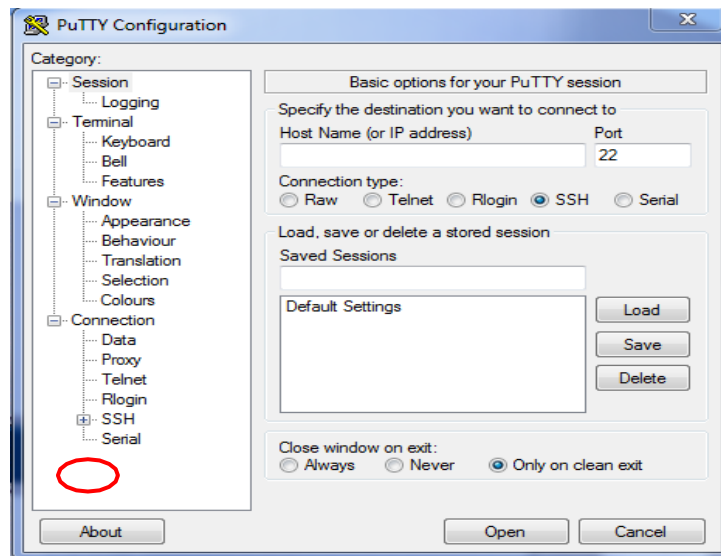 PuTTY Configuration
Category:
Session
Logging
Terminal
Keyboard
Bell
Features
Window
Appearance
Behaviour
Translation
Selection
Colours
Connection
Data
Proxy
Telnet
Rlogin
SSH
Serial
Basic options for your PuTTY session
Specify the destination you want to connect to
Host Name (or IP address) Port
22
Connection type:
Raw Telnet Rlogin SSH Serial
Load, save or delete a stored session
Saved Sessions
Default Settings
Load
Save
Delete
Close window on exit:
Always Never Only on clean exit
About Open Cancel